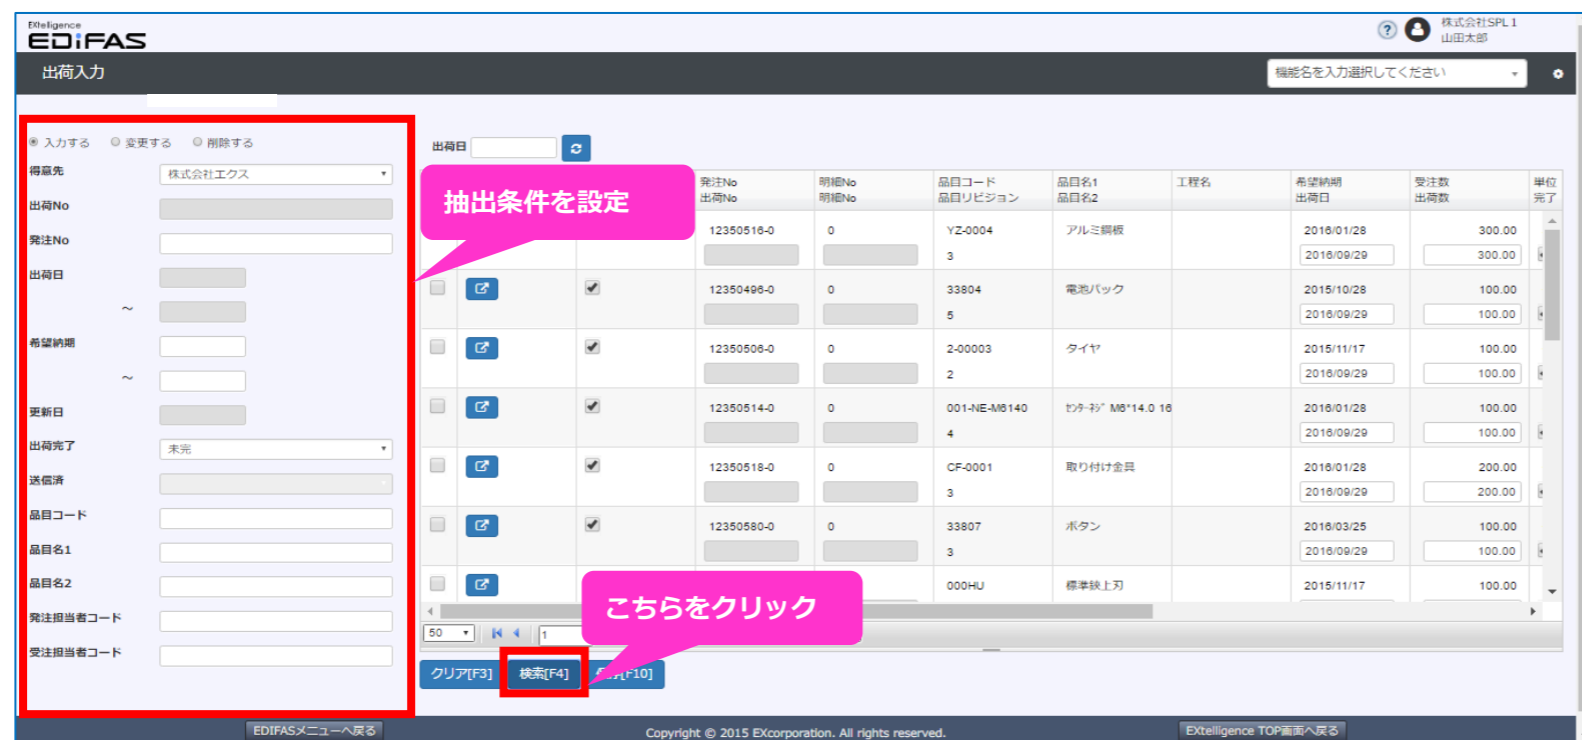 EXteligence
EDiFAS
? 株式会社SPL 1
山田太郎
出荷入力
機能名を入力選択してください
入力する 変更する 削除する
得意先 株式会社エクス
出荷No
発注No
出荷日
～
希望納期
～
更新日
出荷完了 未完
送信済
品目コード
品目名1
品目名2
発注担当者コード
受注担当者コード
抽出条件を設定
出荷日
発注No 明細No 品目コード 品目名1 工程名 希望納期 受注数 単位
出荷No 明細No 品目リビジョン 品目名2 出荷日 出荷数 完了
12350516-0 0 YZ-0004 アルミ鋼板 2016/01/28 300.00
3 2016/09/29 300.00
12350496-0 0 33804 電池パック 2015/10/28 100.00
5 2016/09/29 100.00
12350506-0 0 2-00003 タイヤ 2015/11/17 100.00
2 2016/09/29 100.00
12350514-0 0 001-NE-M6140 ｾﾝﾀｰﾈｼﾞ M6*14.0 16 2016/01/28 100.00
4 2016/09/29 100.00
12350518-0 0 CF-0001 取り付け金具 2016/01/28 200.00
3 2016/09/29 200.00
12350580-0 0 33807 ボタン 2016/03/25 100.00
3 2016/09/29 100.00
000HU 標準鋏上刃 2015/11/17 100.00
こちらをクリック
50 1
クリア[F3] 検索[F4] [F10]
EDIFASメニューへ戻る
Copyright © 2015 EXcorporation. All rights reserved.
EXtelligence TOP画面へ戻る